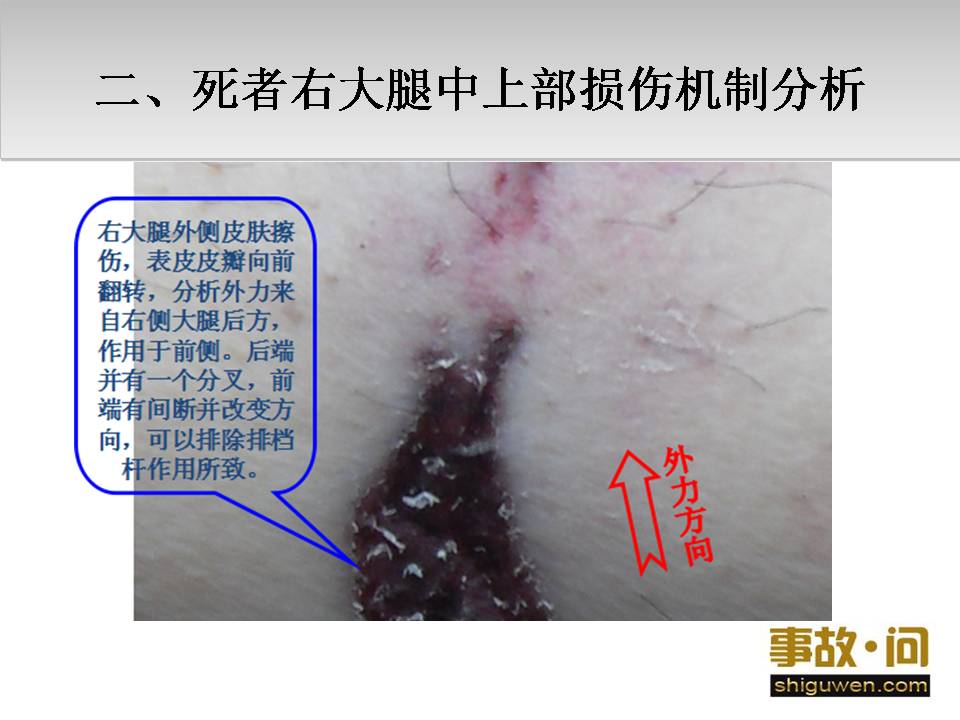 二、死者右大腿中上部损伤机制分析
右大腿外侧皮肤擦
伤，表皮皮瓣向前
翻转，分析外力来
自右侧大腿后方，
作用于前侧。后端
并有一个分叉，前
端有间断并改变方
向，可以排除排档
杆作用所致。
外力方向
事故·问
shiguwen.com